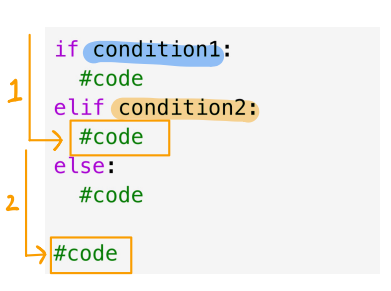 if condition1:
#code
1
elif condition2:
#code
else:
#code
2
#code